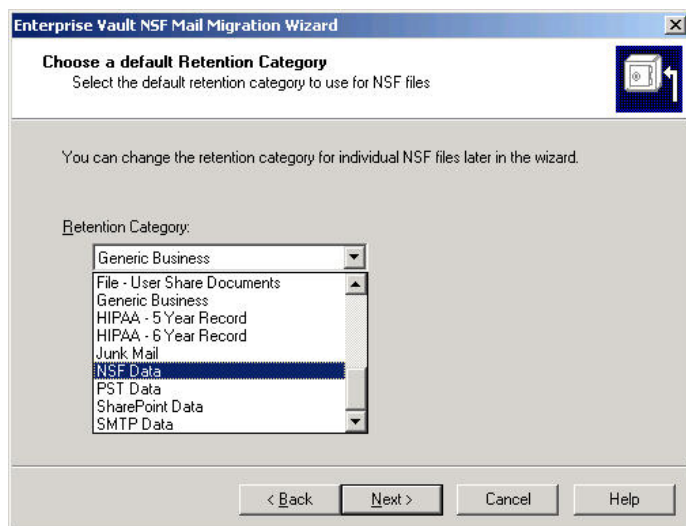 Enterprise Vault NSF Mail Migration Wizard
Choose a default Retention Category
Select the default retention category to use for NSF files
You can change the retention category for individual NSF files later in the wizard.
Retention Category:
Generic Business
File - User Share Documents
Generic Business
HIPAA - 5 Year Record
HIPAA - 6 Year Record
Junk Mail
NSF Data
PST Data
SharePoint Data
SMTP Data
< Back
Next >
Cancel
Help